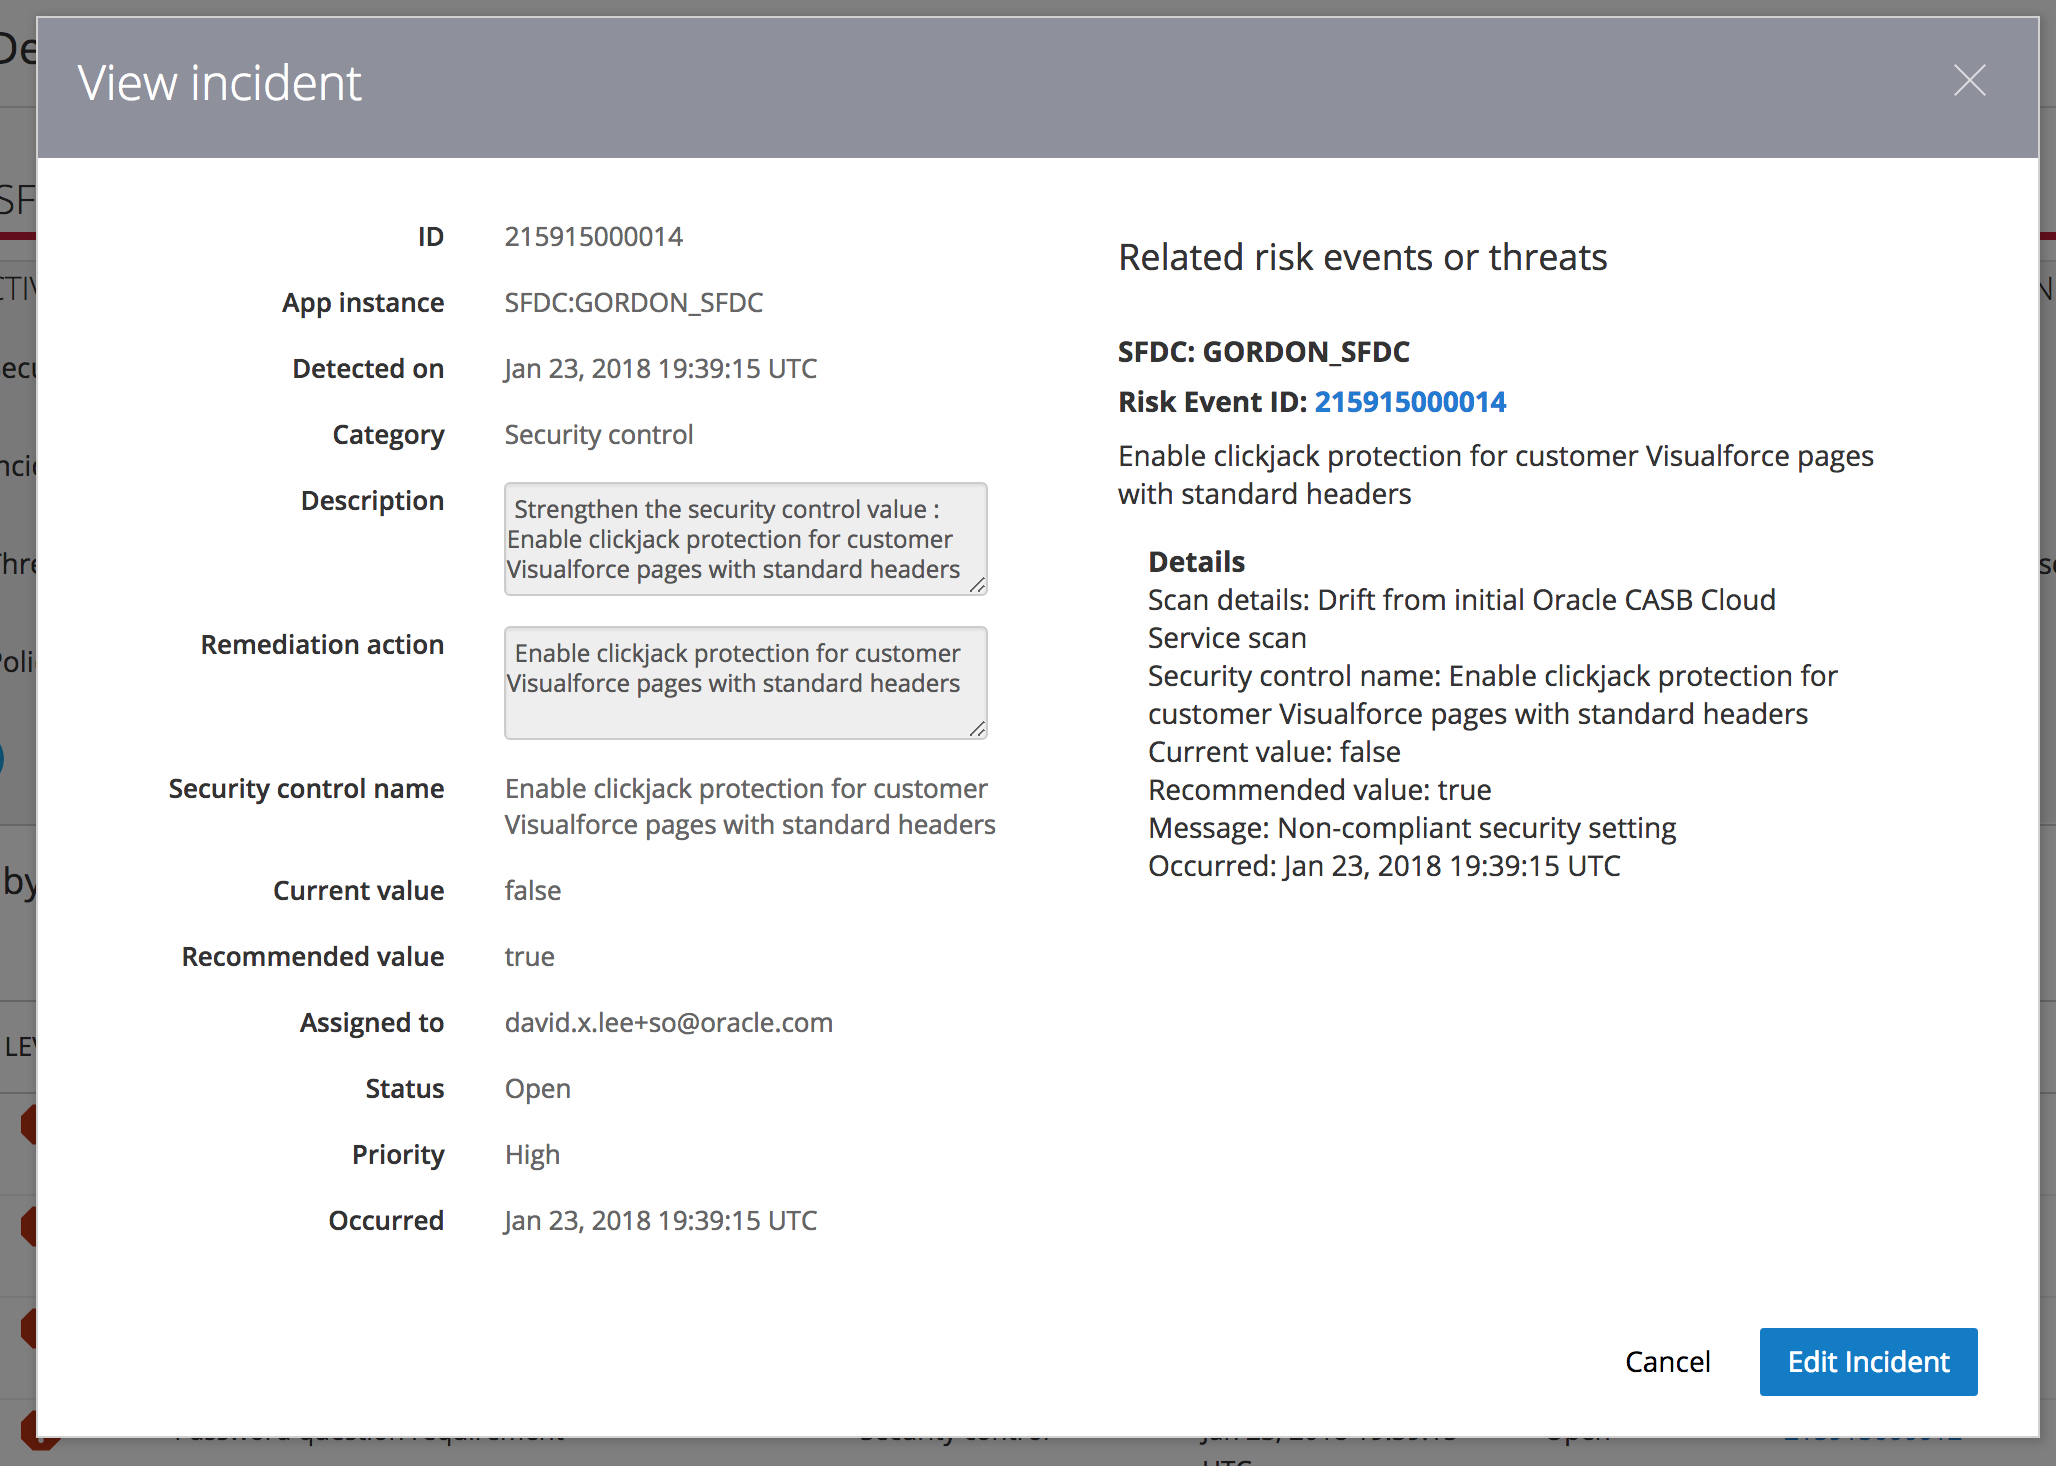 View incident
ID 215915000014
App instance SFDC:GORDON_SFDC
Detected on Jan 23, 2018 19:39:15 UTC
Category Security control
Description Strengthen the security control value :
Enable clickjack protection for customer
Visualforce pages with standard headers
Remediation action Enable clickjack protection for customer
Visualforce pages with standard headers
Security control name Enable clickjack protection for customer
Visualforce pages with standard headers
Current value false
Recommended value true
Assigned to david.x.lee+so@oracle.com
Status Open
Priority High
Occurred Jan 23, 2018 19:39:15 UTC
Related risk events or threats
SFDC: GORDON_SFDC
Risk Event ID: 215915000014
Enable clickjack protection for customer Visualforce pages
with standard headers
Details
Scan details: Drift from initial Oracle CASB Cloud
Service scan
Security control name: Enable clickjack protection for
customer Visualforce pages with standard headers
Current value: false
Recommended value: true
Message: Non-compliant security setting
Occurred: Jan 23, 2018 19:39:15 UTC
Cancel
Edit Incident